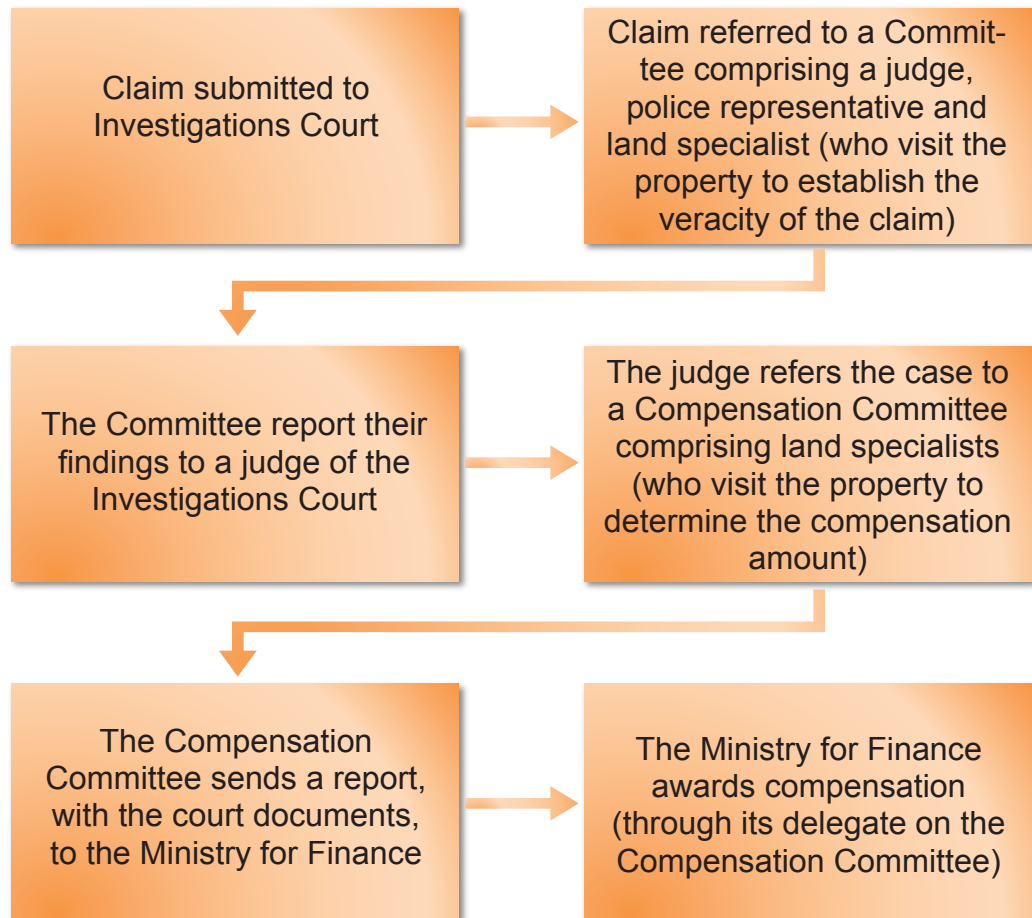 Claim submitted to
Investigations Court
Claim referred to a Commit-
tee comprising a judge,
police representative and
land specialist (who visit the
property to establish the
veracity of the claim)
The Committee report their
findings to a judge of the
Investigations Court
The judge refers the case to
a Compensation Committee
comprising land specialists
(who visit the property to
determine the compensation
amount)
The Compensation
Committee sends a report,
with the court documents,
to the Ministry for Finance
The Ministry for Finance
awards compensation
(through its delegate on the
Compensation Committee)